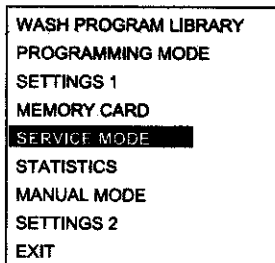 WASH PROGRAM LIBRARY
PROGRAMMING MODE
SETTINGS 1
MEMORY CARD
SERVICE MODE
STATISTICS
MANUAL MODE
SETTINGS 2
EXIT